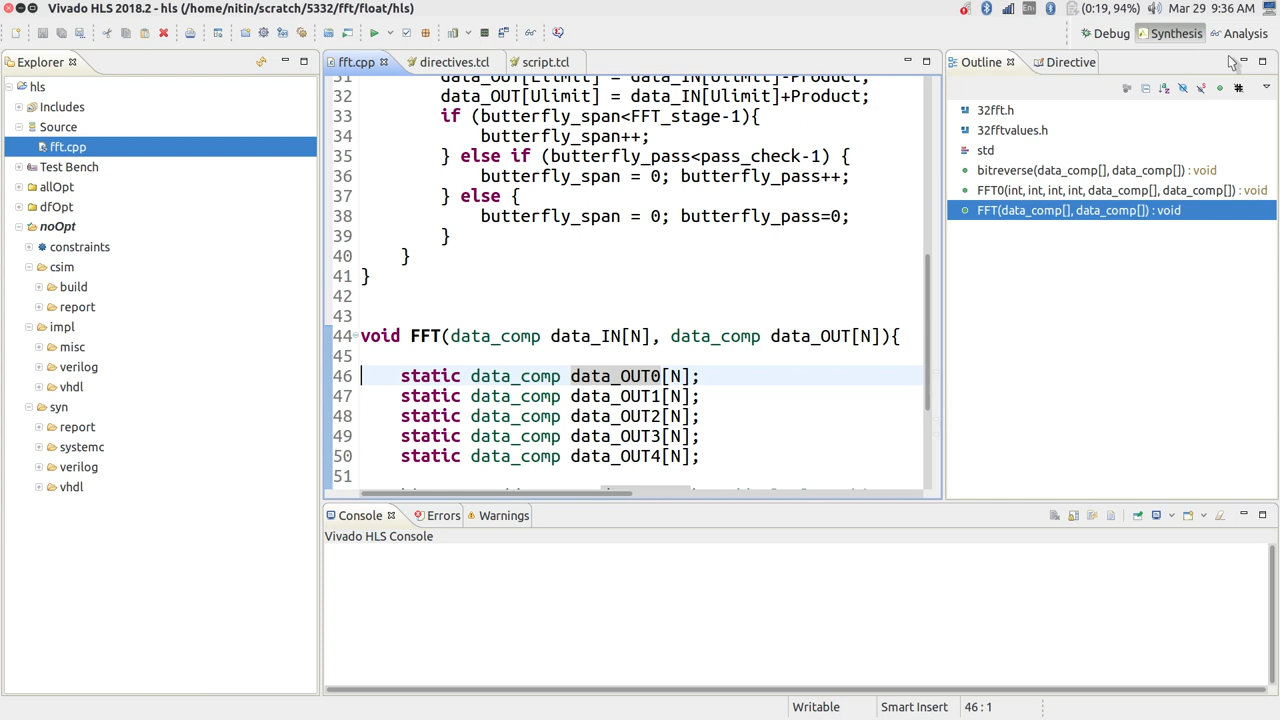 Vivado HLS 2018.2 - hls (/home/nitin/scratch/5332/fft/float/hls)
En
(0:19, 94%)
Mar 29 9:36 AM
Debug
Synthesis
Analysis
Explorer
hls
Includes
Source
fft.cpp
Test Bench
allOpt
dfOpt
noOpt
constraints
csim
build
report
impl
misc
verilog
vhdl
syn
report
systemc
verilog
vhdl
fft.cpp
directives.tcl
script.tcl
31 data_OUT[Llimit] = data_IN[Ulimit]-Product;
32 data_OUT[Ulimit] = data_IN[Ulimit]+Product;
33 if (butterfly_span<FFT_stage-1){
34 butterfly_span++;
35 } else if (butterfly_pass<pass_check-1) {
36 butterfly_span = 0; butterfly_pass++;
37 } else {
38 butterfly_span = 0; butterfly_pass=0;
39 }
40 }
41 }
42
43
44 void FFT(data_comp data_IN[N], data_comp data_OUT[N]){
45
46 static data_comp data_OUT0[N];
47 static data_comp data_OUT1[N];
48 static data_comp data_OUT2[N];
49 static data_comp data_OUT3[N];
50 static data_comp data_OUT4[N];
51
Outline
Directive
32fft.h
32fftvalues.h
std
bitreverse(data_comp[], data_comp[]) : void
FFT0(int, int, int, int, data_comp[], data_comp[]) : void
FFT(data_comp[], data_comp[]) : void
Console
Errors
Warnings
Vivado HLS Console
Writable
Smart Insert
46 : 1